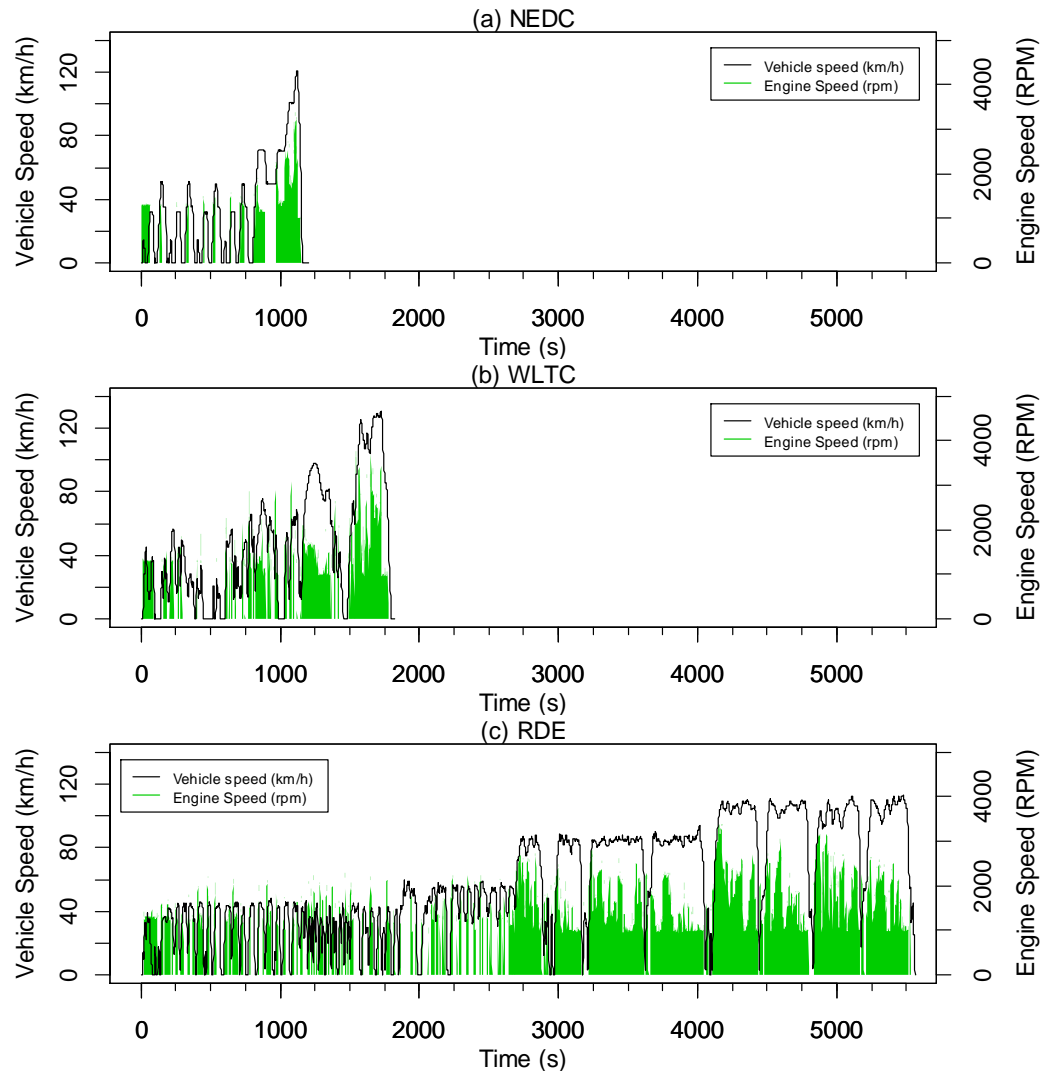 (a) NEDC
Vehicle Speed (km/h)
0 40 80 120
Vehicle speed (km/h)
Engine Speed (rpm)
0 2000 4000
Engine Speed (RPM)
0 1000 2000 3000 4000 5000
Time (s)
(b) WLTC
Vehicle Speed (km/h)
0 40 80 120
Vehicle speed (km/h)
Engine Speed (rpm)
0 2000 4000
Engine Speed (RPM)
0 1000 2000 3000 4000 5000
Time (s)
(c) RDE
Vehicle Speed (km/h)
0 40 80 120
Vehicle speed (km/h)
Engine Speed (rpm)
0 2000 4000
Engine Speed (RPM)
0 1000 2000 3000 4000 5000
Time (s)